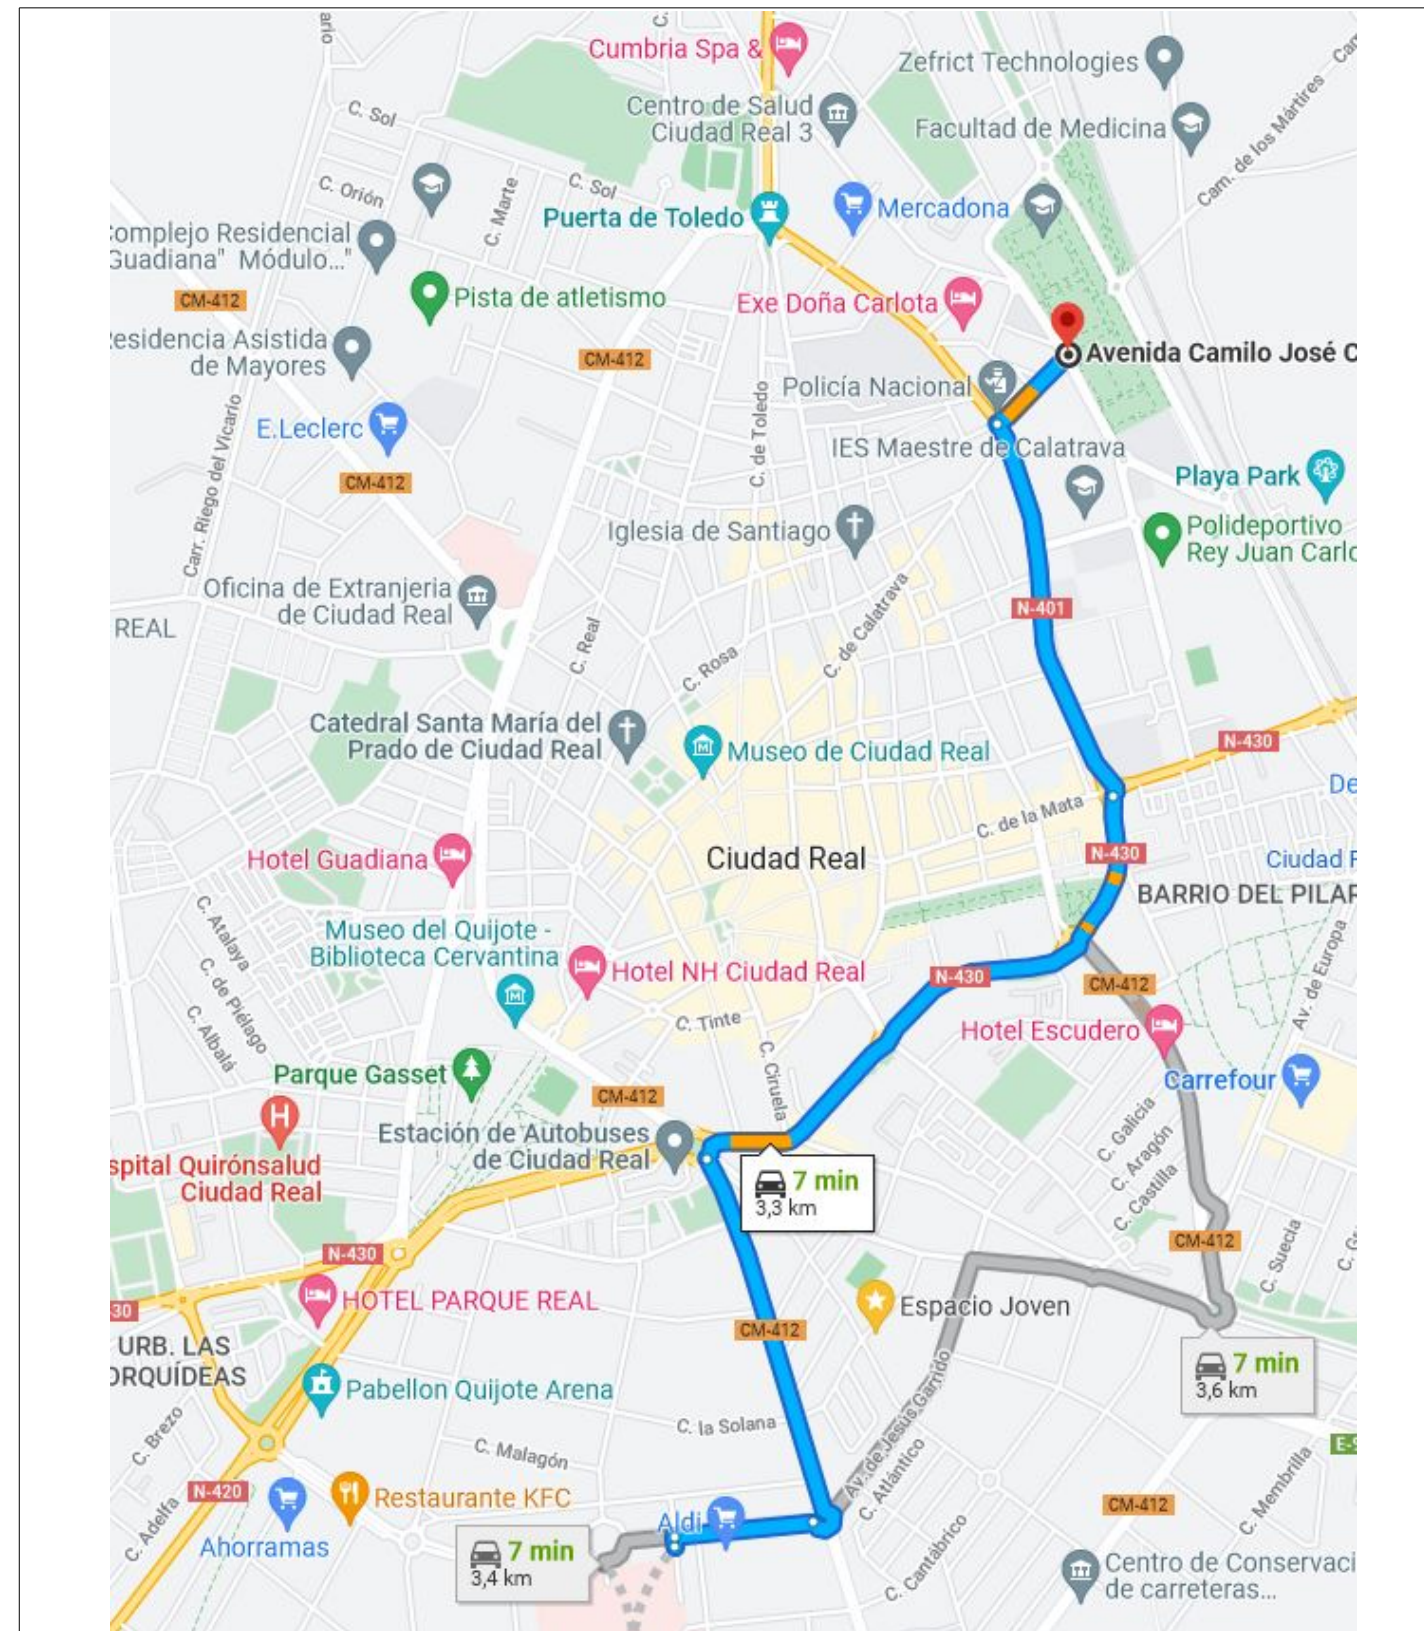 ario
C.
Cumbria Spa &
Zefrict Technologies
Centro de Salud
Ciudad Real 3
Facultad de Medicina
Cam. de los Mártires
C. Sol
C. Orión
C. Marte
C. Sol
Puerta de Toledo
Mercadona
Complejo Residencial
Guadiana" Módulo..."
CM-412
Pista de atletismo
Exe Doña Carlota
esidencia Asistida
de Mayores
CM-412
Avenida Camilo José C
Policía Nacional
E.Leclerc
C. de Toledo
IES Maestre de Calatrava
Carr. Riego del Vicario
CM-412
Playa Park
Iglesia de Santiago
Polideportivo
Rey Juan Carlo
Oficina de Extranjeria
de Ciudad Real
REAL
N-401
C. Real
C. Rosa
C. de Calatrava
Catedral Santa María del
Prado de Ciudad Real
Museo de Ciudad Real
N-430
De
C. de la Mata
Hotel Guadiana
Ciudad Real
N-430
Ciudad R
BARRIO DEL PILAR
C. Atalaya
Museo del Quijote -
Biblioteca Cervantina
C. de Piélago
Hotel NH Ciudad Real
N-430
CM-412
Av. de Europa
C. Albalá
C. Tinte
Hotel Escudero
C. Ciruela
Parque Gasset
Carrefour
CM-412
C. Galicia
C. Aragón
C. Castilla
Estación de Autobuses
de Ciudad Real
spital Quirónsalud
Ciudad Real
7 min
3,3 km
N-430
CM-412
C. Suecia
HOTEL PARQUE REAL
30
Espacio Joven
CM-412
URB. LAS
ORQUÍDEAS
7 min
3,6 km
Pabellon Quijote Arena
Av. de Jesús Garrido
C. Brezo
C. la Solana
C. Malagón
C. Atlántico
N-420
Restaurante KFC
CM-412
C. Membrilla
C. Adelfa
Ahorramas
Aldi
7 min
3,4 km
C. Cantábrico
Centro de Conservaci
de carreteras...